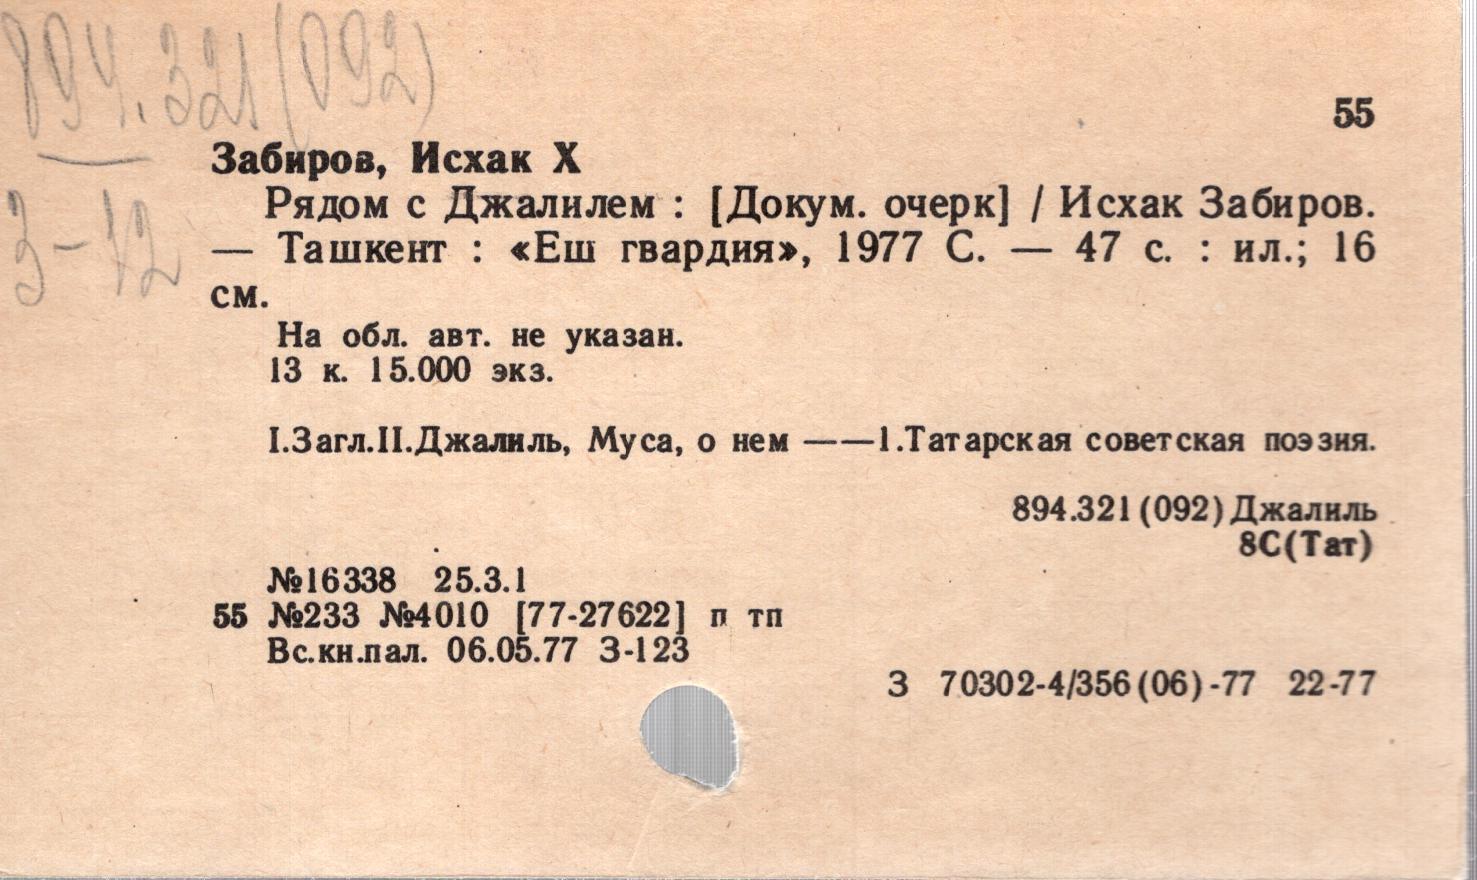 894.321(092)
З-12
55
Забиров, Исхак Х
Рядом с Джалилем : [Докум. очерк] / Исхак Забиров.
— Ташкент : «Еш гвардия», 1977 С. — 47 с. : ил.; 16
см.
На обл. авт. не указан.
13 к. 15.000 экз.
I.Загл.II.Джалиль, Муса, о нем ——1.Татарская советская поэзия.
894.321(092)Джалиль
8С(Тат)
№16338 25.3.1
55 №233 №4010 [77-27622] п тп
Вс.кн.пал. 06.05.77 З-123
З 70302-4/356(06)-77 22-77